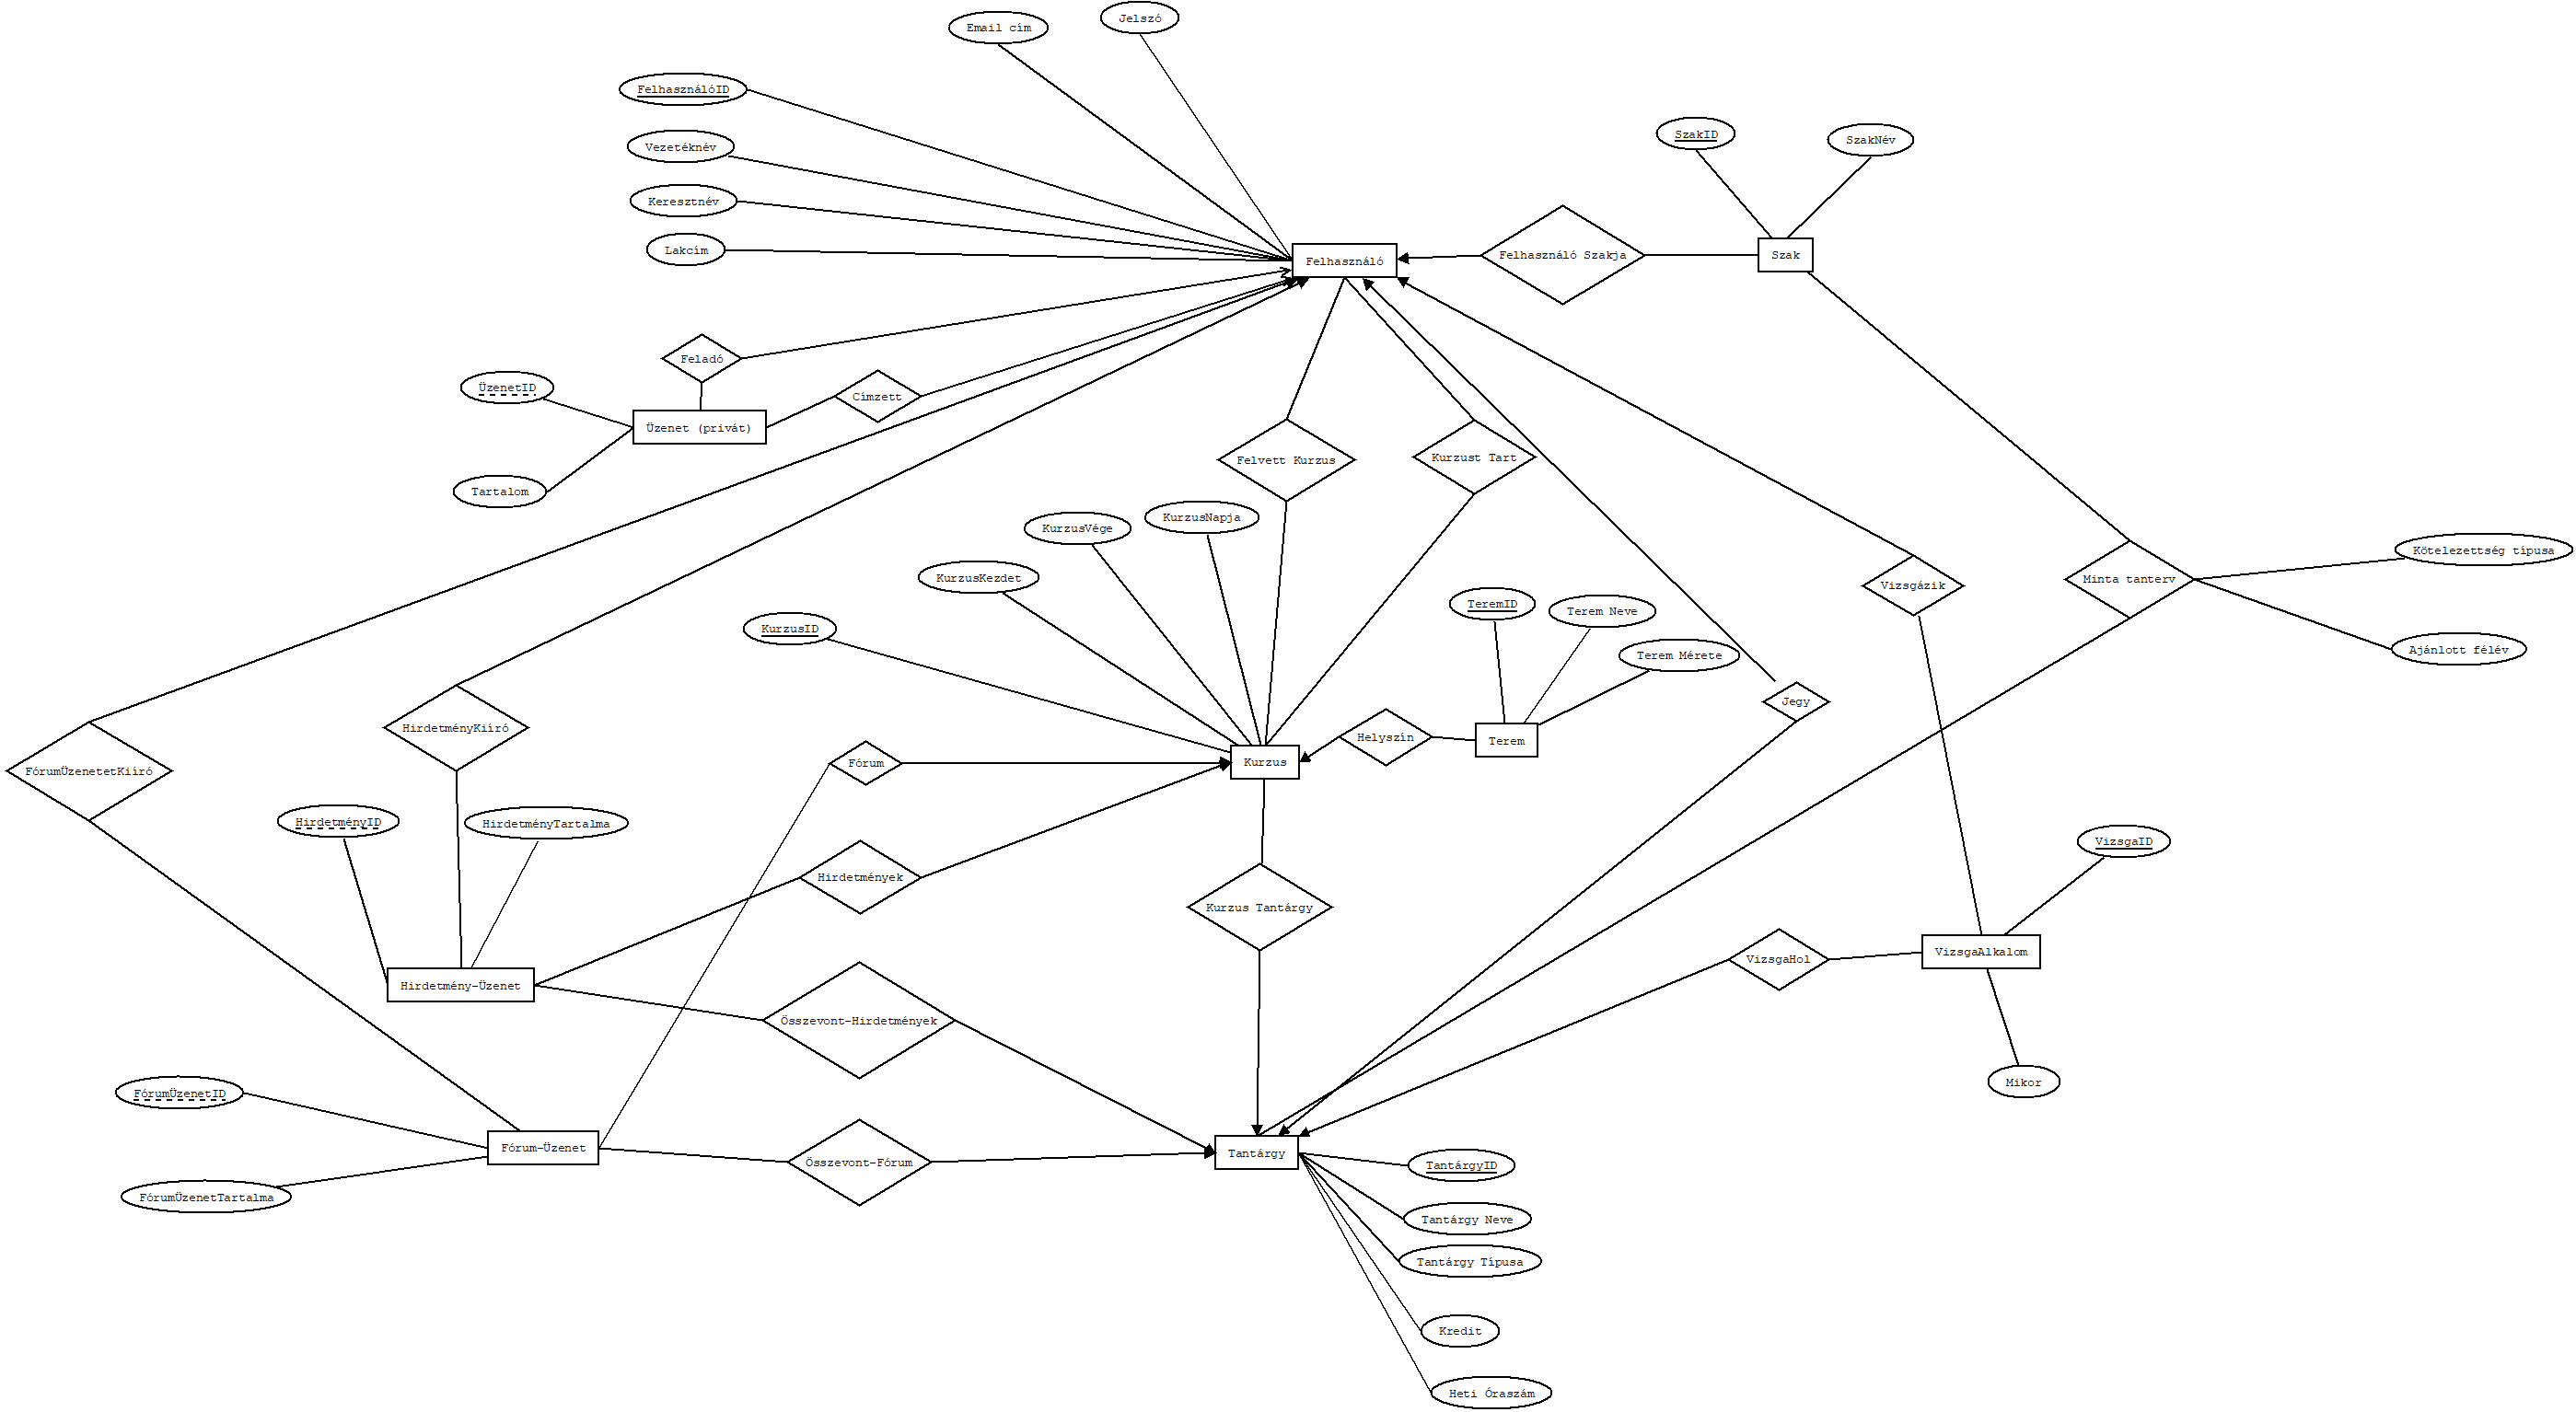 Jelszó
Email cím
FelhasználóID
SzakID
SzakNév
Vezetéknév
Keresztnév
Lakcím
Felhasználó
Felhasználó Szakja
Szak
Feladó
ÜzenetID
Címzett
Üzenet (privát)
Felvett Kurzus
Kurzust Tart
Tartalom
KurzusNapja
KurzusVége
Kötelezettség típusa
KurzusKezdet
Vizsgázik
Minta tanterv
TeremID
Terem Neve
KurzusID
Terem Mérete
Ajánlott félév
Jegy
HirdetményKiíró
Helyszín
Terem
FórumÜzenetetKiíró
Fórum
Kurzus
HirdetményID
HirdetményTartalma
VizsgaID
Hirdetmények
Kurzus Tantárgy
VizsgaHol
VizsgaAlkalom
Hirdetmény-Üzenet
Összevont-Hirdetmények
Mikor
FórumÜzenetID
Fórum-Üzenet
Összevont-Fórum
Tantárgy
TantárgyID
FórumÜzenetTartalma
Tantárgy Neve
Tantárgy Típusa
Kredit
Heti Óraszám